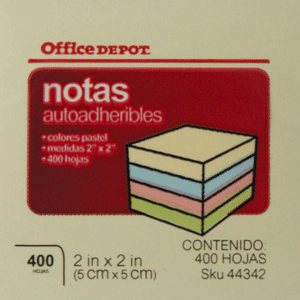 Office DEPOT.
notas
autoadheribles
• colores pastel
• medidas 2" x 2"
• 400 hojas
400
HOJAS
2 in x 2 in
(5 cm x 5 cm)
CONTENIDO:
400 HOJAS
Sku 44342